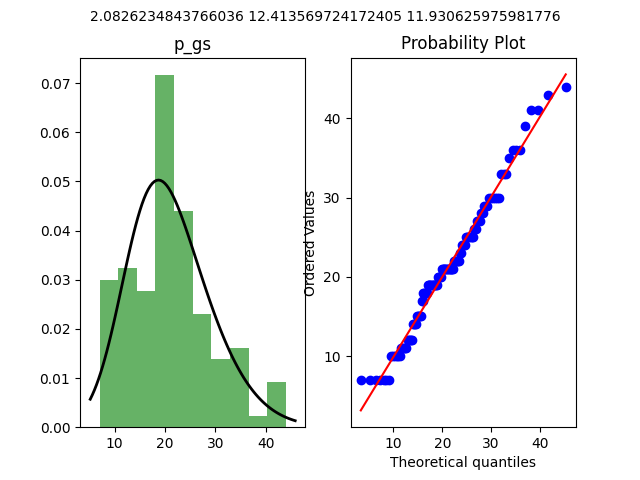 2.0826234843766036 12.413569724172405 11.930625975981776
p_gs
Probability Plot
0.07
0.06
0.05
0.04
0.03
0.02
0.01
0.00
10 20 30 40
Ordered Values
40
30
20
10
10 20 30 40
Theoretical quantiles